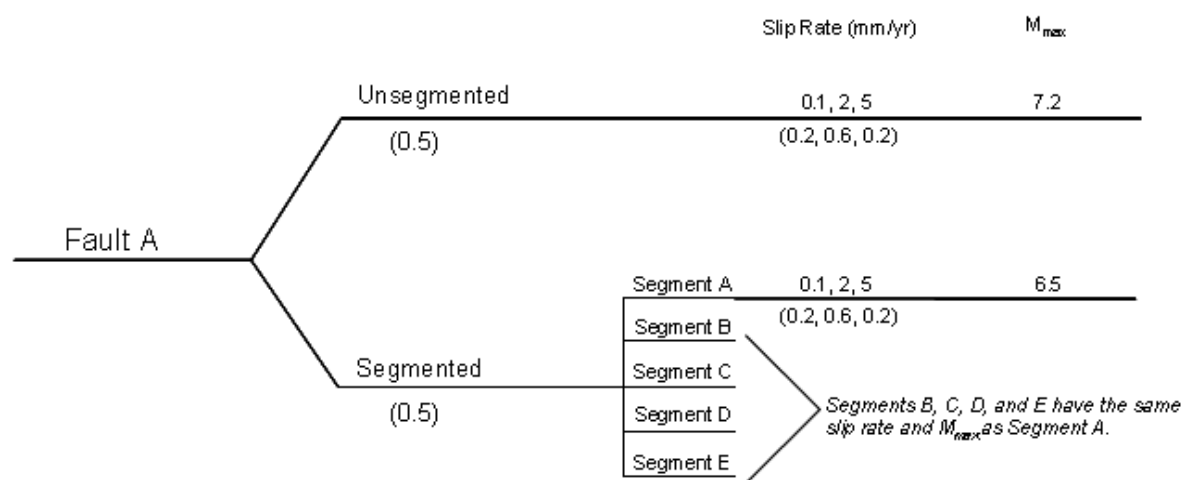 Slip Rate (mm/yr) Mmax
Unsegmented 0.1, 2, 5 7.2
(0.5) (0.2, 0.6, 0.2)
Fault A
Segment A 0.1, 2, 5 6.5
(0.2, 0.6, 0.2)
Segment B
Segmented Segment C
(0.5) Segment D
Segments B, C, D, and E have the same
slip rate and Mmax as Segment A.
Segment E